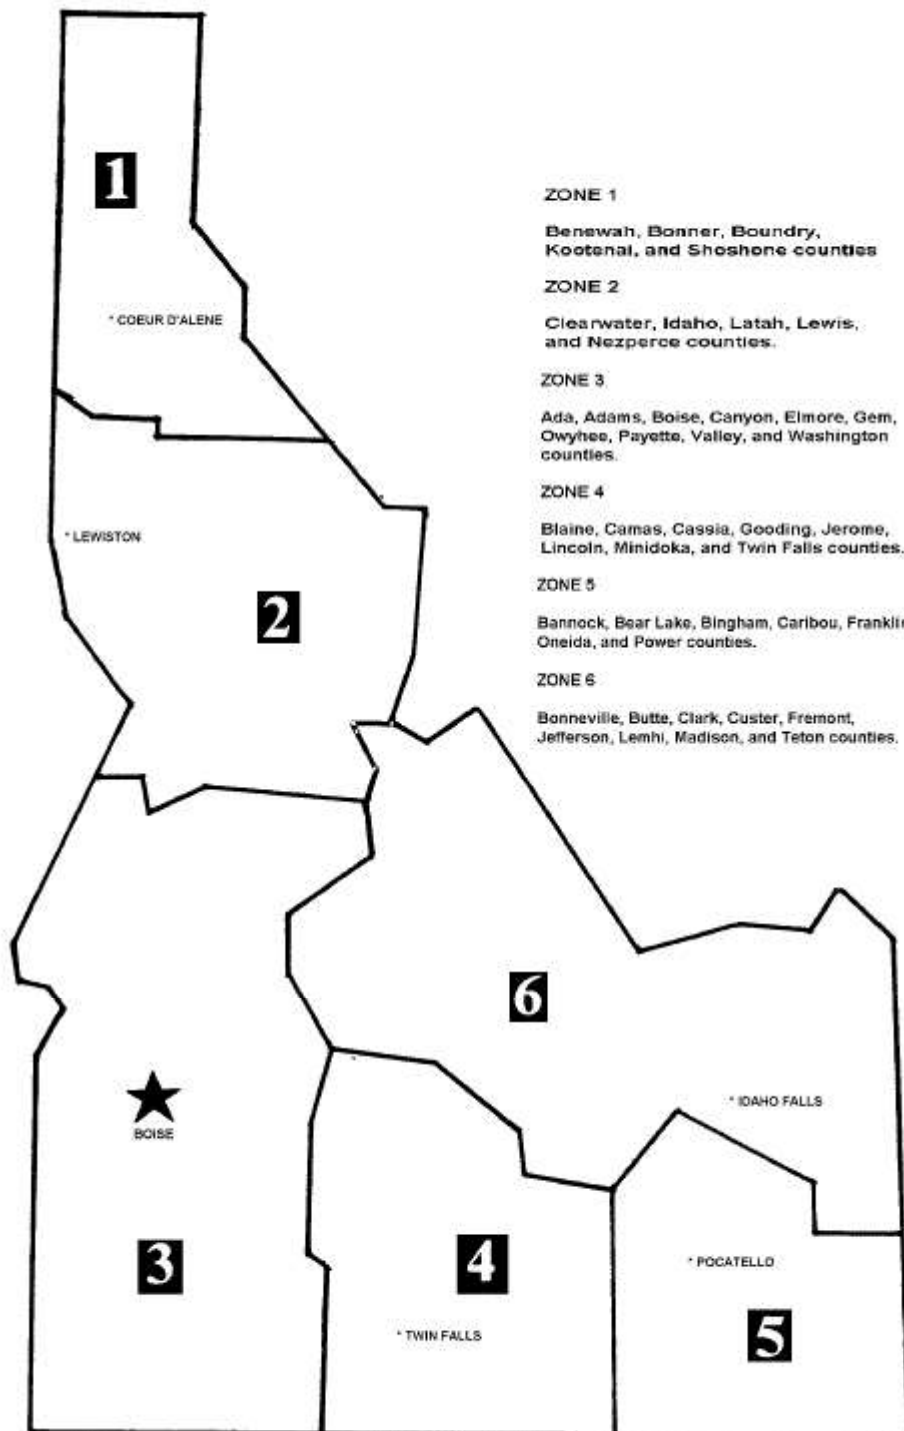 1
ZONE 1
Benewah, Bonner, Boundry,
Kootenai, and Shoshone counties
ZONE 2
* COEUR D'ALENE
Clearwater, Idaho, Latah, Lewis,
and Nezperce counties.
ZONE 3
Ada, Adams, Boise, Canyon, Elmore, Gem,
Owyhee, Payette, Valley, and Washington
counties.
ZONE 4
* LEWISTON
Blaine, Camas, Cassia, Gooding, Jerome,
Lincoln, Minidoka, and Twin Falls counties.
ZONE 5
2
Bannock, Bear Lake, Bingham, Caribou, Franklin
Oneida, and Power counties.
ZONE 6
Bonneville, Butte, Clark, Custer, Fremont,
Jefferson, Lemhi, Madison, and Teton counties.
6
* IDAHO FALLS
BOISE
3
4
* POCATELLO
* TWIN FALLS
5